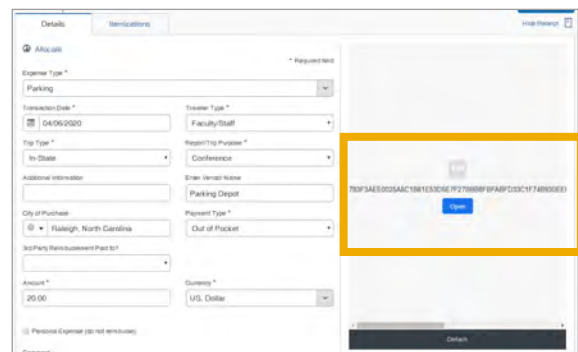 Details Itemizations Hide Receipt
Allocate
* Required field
Expense Type *
Parking
Transaction Date * Traveler Type *
04/06/2020 Faculty/Staff
Trip Type * Report/Trip Purpose *
In-State Conference
Additional Information Enter Vendor Name
Parking Depot
City of Purchase Payment Type *
Raleigh, North Carolina Out of Pocket
3rd Party Reimbursement Paid to?
Amount * Currency *
20.00 US, Dollar
Personal Expense (do not reimburse)
Open
Detach